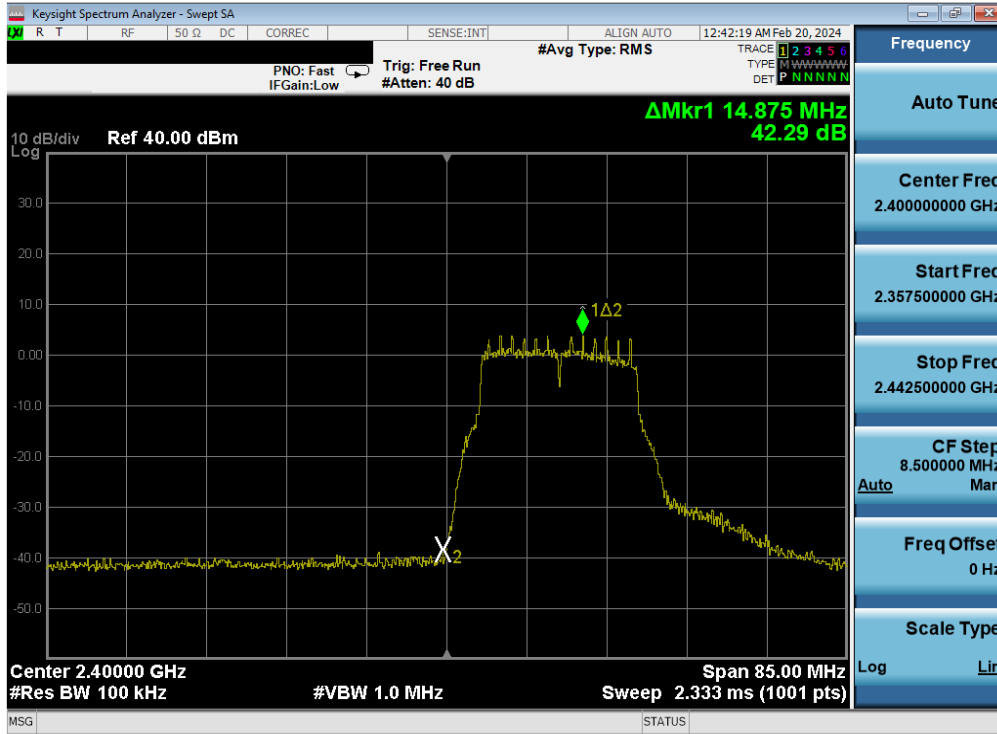 Keysight Spectrum Analyzer - Swept SA
LXI R T RF 50 Ω DC CORREC SENSE:INT ALIGN AUTO 12:42:19 AM Feb 20, 2024
#Avg Type: RMS
TRACE 1 2 3 4 5 6
TYPE M W W W W W
DET P N N N N N
PNO: Fast
IFGain:Low
Trig: Free Run
#Atten: 40 dB
Frequency
ΔMkr1 14.875 MHz
42.29 dB
10 dB/div
Log
Ref 40.00 dBm
30.0
20.0
10.0
0.00
-10.0
-20.0
-30.0
-40.0
-50.0
1Δ2
X2
Center 2.40000 GHz
Span 85.00 MHz
#Res BW 100 kHz
#VBW 1.0 MHz
Sweep 2.333 ms (1001 pts)
Auto Tune
Center Freq
2.400000000 GHz
Start Freq
2.357500000 GHz
Stop Freq
2.442500000 GHz
CF Step
8.500000 MHz
Auto Man
Freq Offset
0 Hz
Scale Type
Log Lin
MSG STATUS